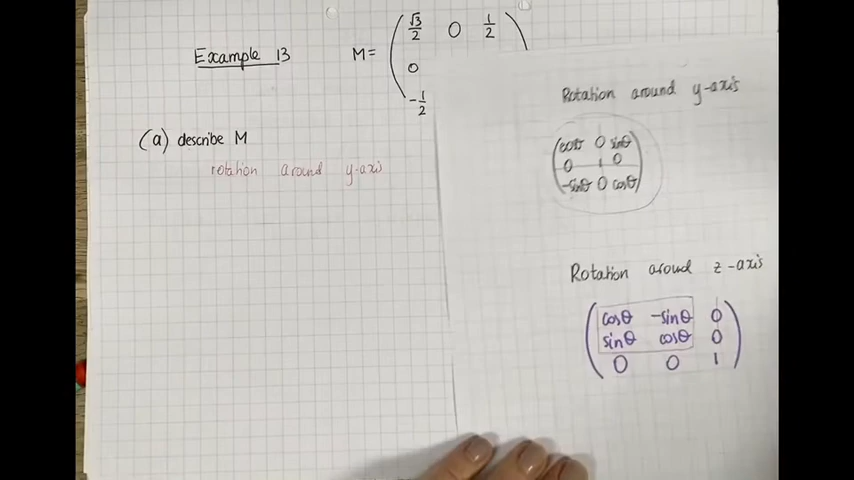 Example 13 M= ( √3/2 0 1/2 )
0
-1/2
(a) describe M
rotation around y-axis
Rotation around y-axis
( cosθ 0 sinθ )
0 1 0
-sinθ 0 cosθ
Rotation around z-axis
( cosθ -sinθ 0 )
sinθ cosθ 0
0 0 1